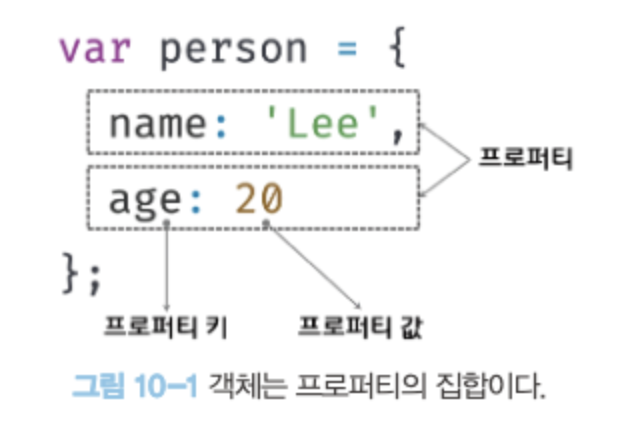 var person = {
name: 'Lee',
프로퍼티
age: 20
};
프로퍼티 키 프로퍼티 값
그림 10-1 객체는 프로퍼티의 집합이다.